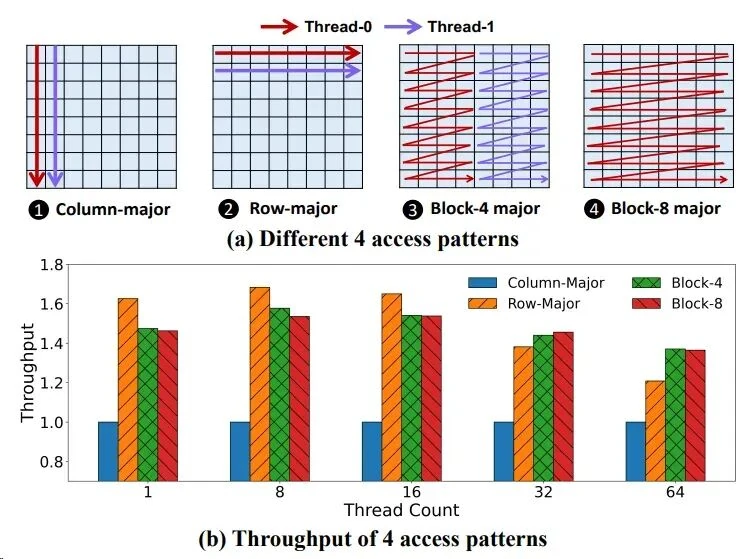 Thread-0 Thread-1
❶ Column-major ❷ Row-major ❸ Block-4 major ❹ Block-8 major
(a) Different 4 access patterns
1.8
1.6
1.4
1.2
1.0
0.8
Throughput
Column-Major Block-4
Row-Major Block-8
1 8 16 32 64
Thread Count
(b) Throughput of 4 access patterns